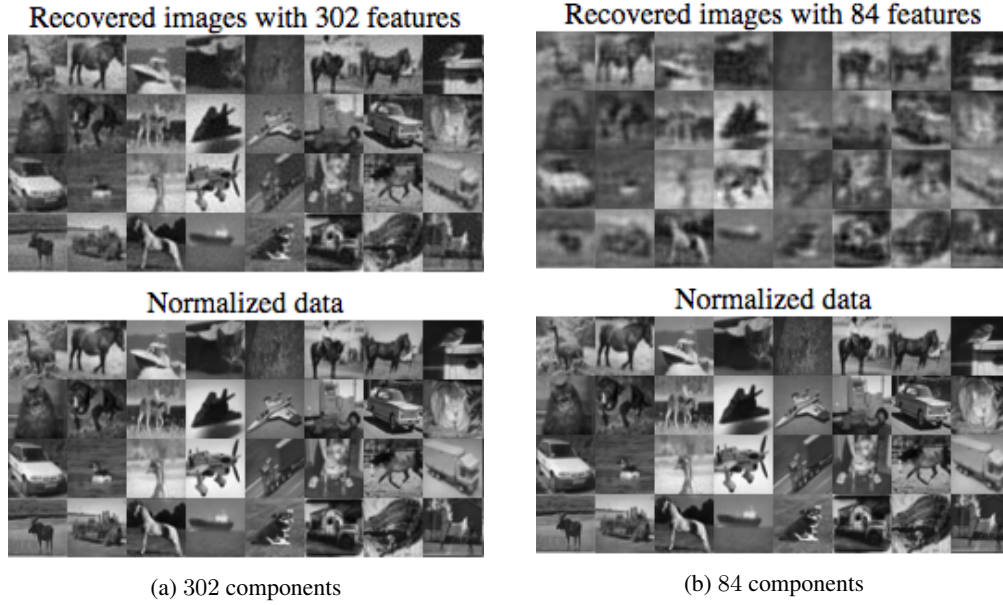 Recovered images with 302 features
Normalized data
(a) 302 components
Recovered images with 84 features
Normalized data
(b) 84 components